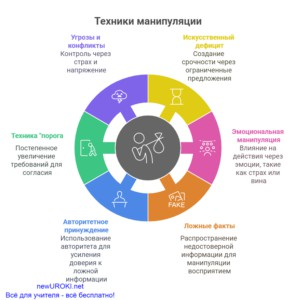 Техники манипуляции
Угрозы и
конфликты
Контроль через
страх и
напряжение
Искусственный
дефицит
Создание
срочности через
ограниченные
предложения
Техника "порога
Постепенное
увеличение
требований для
согласия
Эмоциональная
манипуляция
Влияние на
действия через
эмоции, такие
как страх или
вина
Авторитетное
принуждение
Использование
авторитета для
усиления
доверия к
ложной
информации
FAKE
Ложные факты
Распространение
недостоверной
информации для
манипуляции
восприятием
newUROKI.net
Всё для учителя - всё бесплатно!